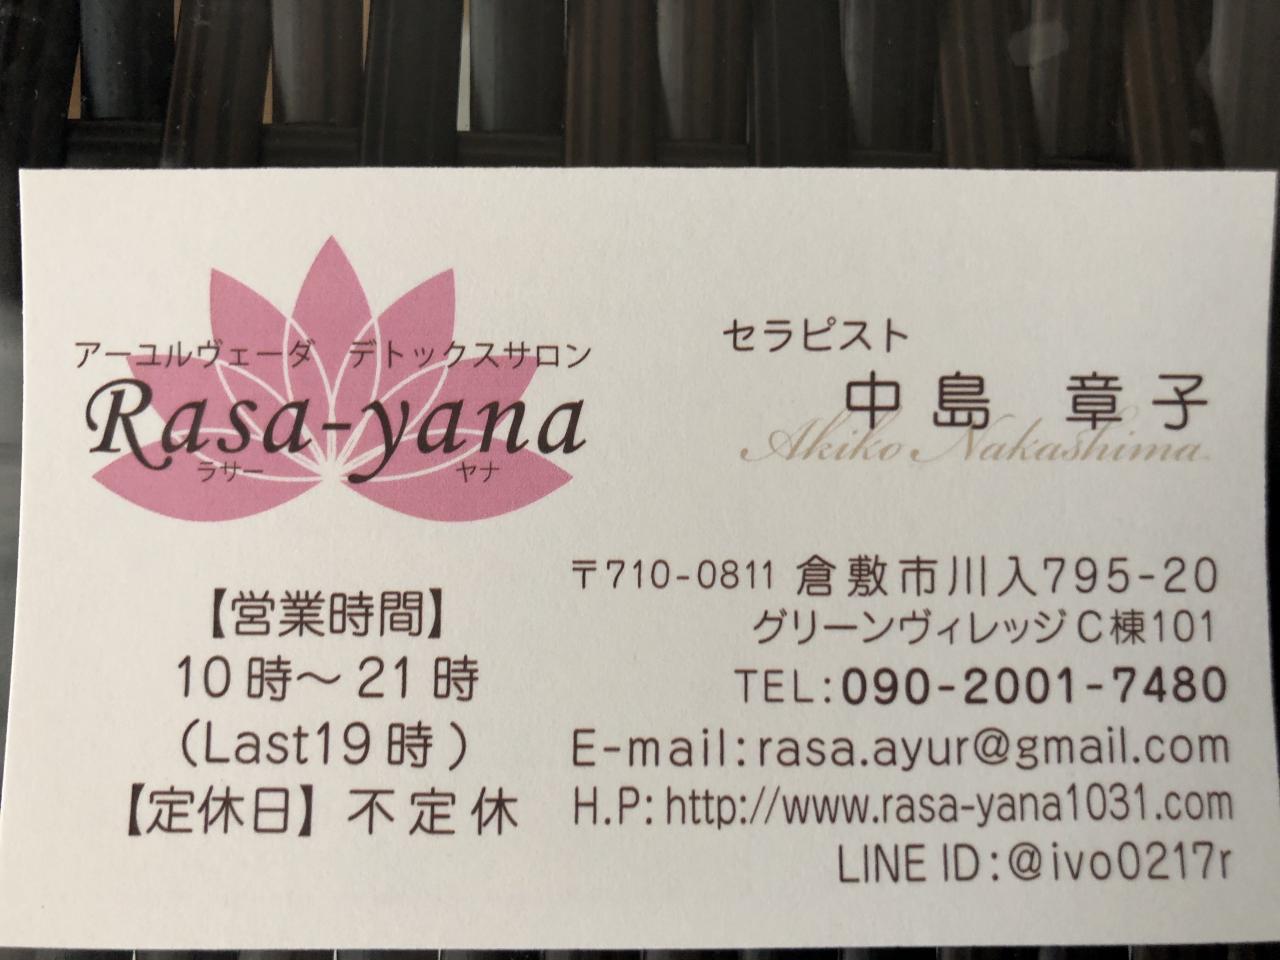 アーユルヴェーダ デトックスサロン
Rasa-yana
ラサー ヤナ
セラピスト
中島 章子
Akiko Nakashima
【営業時間】
10時〜21時
(Last19時)
【定休日】不定休
〒710-0811 倉敷市川入795-20
グリーンヴィレッジC棟101
TEL:090-2001-7480
E-mail:rasa.ayur@gmail.com
H.P:http://www.rasa-yana1031.com
LINE ID:@ivo0217r